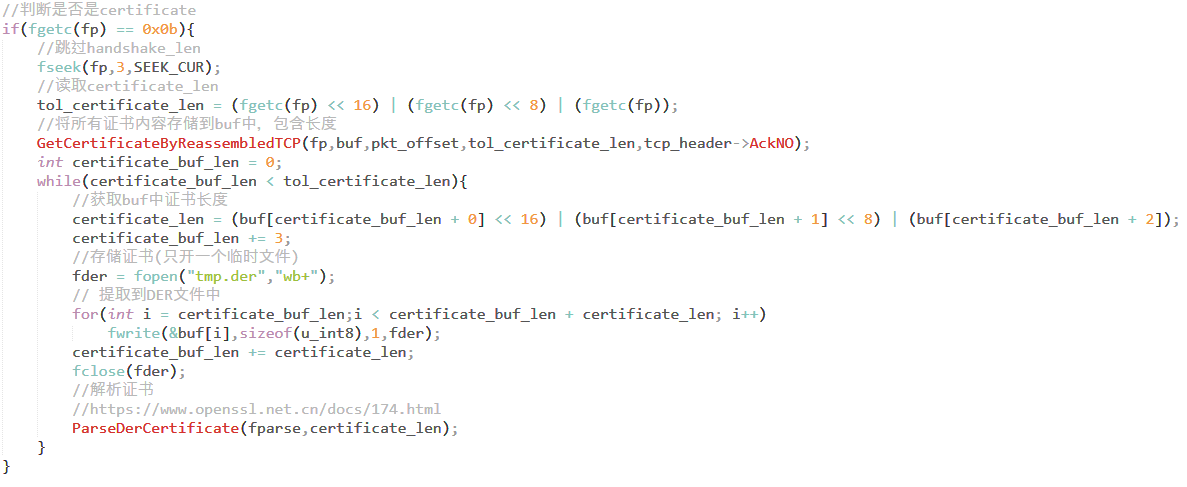 //判断是否是certificate
if(fgetc(fp) == 0x0b){
    //跳过handshake_len
    fseek(fp,3,SEEK_CUR);
    //读取certificate_len
    tol_certificate_len = (fgetc(fp) << 16) | (fgetc(fp) << 8) | (fgetc(fp));
    //将所有证书内容存储到buf中，包含长度
    GetCertificateByReassembledTCP(fp,buf,pkt_offset,tol_certificate_len,tcp_header->AckNO);
    int certificate_buf_len = 0;
    while(certificate_buf_len < tol_certificate_len){
        //获取buf中证书长度
        certificate_len = (buf[certificate_buf_len + 0] << 16) | (buf[certificate_buf_len + 1] << 8) | (buf[certificate_buf_len + 2]);
        certificate_buf_len += 3;
        //存储证书(只开一个临时文件)
        fder = fopen("tmp.der","wb+");
        // 提取到DER文件中
        for(int i = certificate_buf_len;i < certificate_buf_len + certificate_len; i++)
            fwrite(&buf[i],sizeof(u_int8),1,fder);
        certificate_buf_len += certificate_len;
        fclose(fder);
        //解析证书
        //https://www.openssl.net.cn/docs/174.html
        ParseDerCertificate(fparse,certificate_len);
    }
}